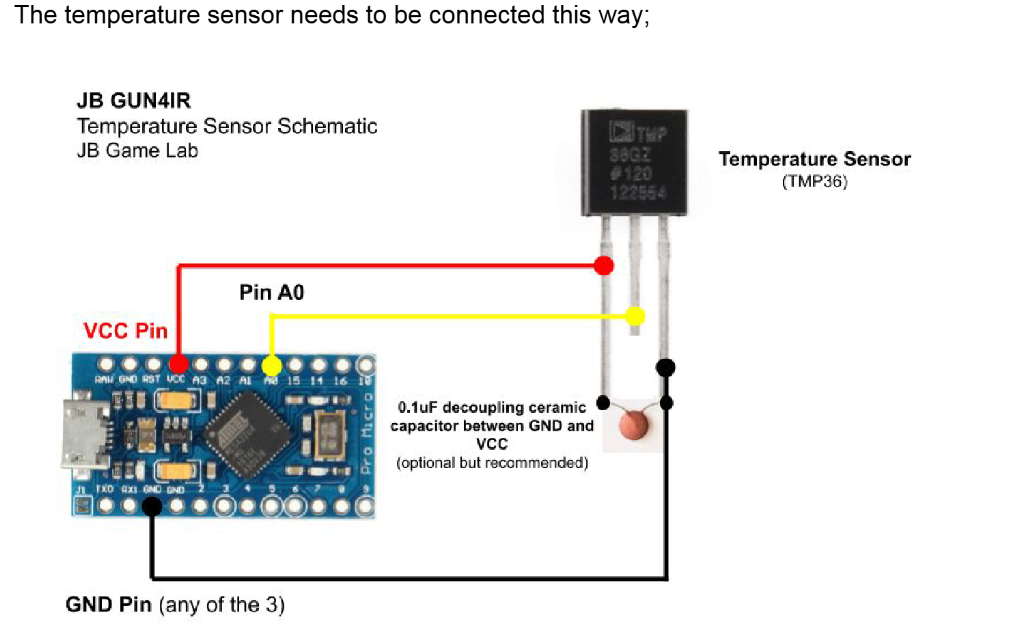 The temperature sensor needs to be connected this way;
JB GUN4IR
Temperature Sensor Schematic
JB Game Lab
TMP
36GZ
#120
122554
Temperature Sensor
(TMP36)
Pin A0
VCC Pin
RAW GND RST VCC A3 A2 A1 A0 15 14 16 10
0.1uF decoupling ceramic
capacitor between GND and
VCC
(optional but recommended)
Pro Micro
J1 TXO RX1 GND GND 2 3 4 5 6 7 8 9
GND Pin (any of the 3)